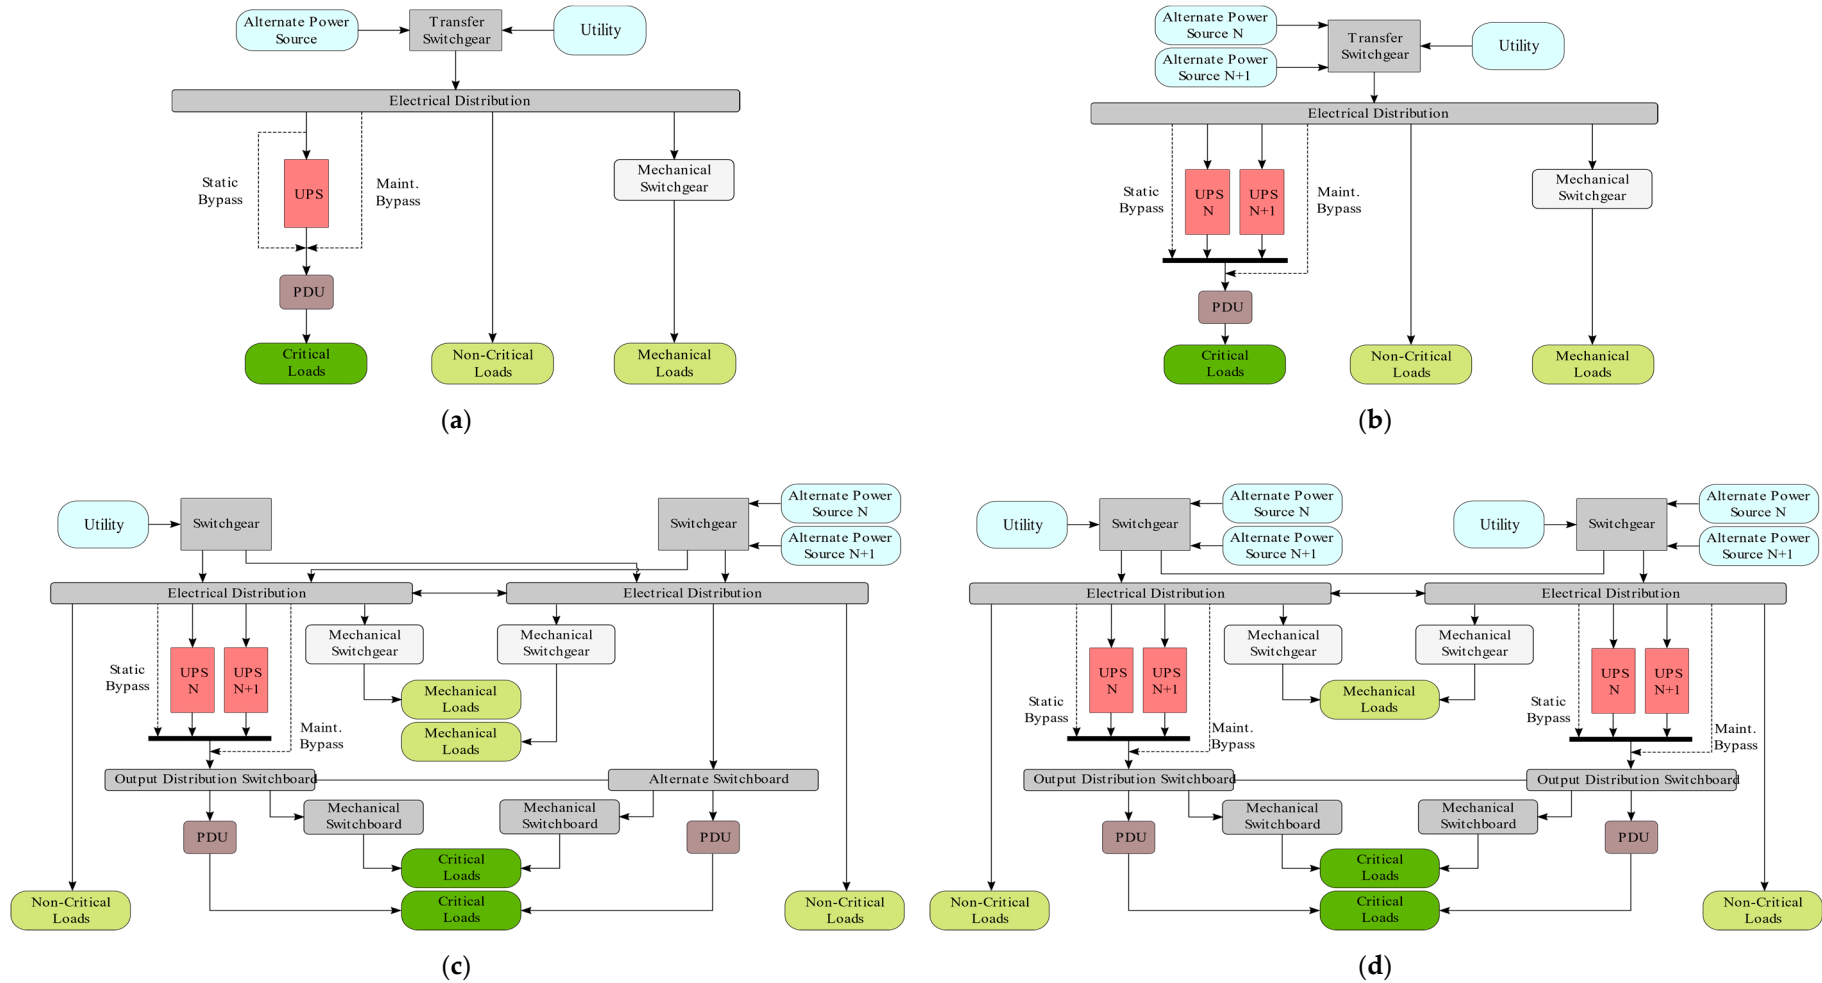 Alternate Power
Source
Transfer
Switchgear
Utility
Electrical Distribution
Static
Bypass
UPS
Maint.
Bypass
Mechanical
Switchgear
PDU
Critical
Loads
Non-Critical
Loads
Mechanical
Loads
(a)
Alternate Power
Source N
Alternate Power
Source N+1
Transfer
Switchgear
Utility
Electrical Distribution
Static
Bypass
UPS
N
UPS
N+1
Maint.
Bypass
Mechanical
Switchgear
PDU
Critical
Loads
Non-Critical
Loads
Mechanical
Loads
(b)
Utility
Switchgear
Switchgear
Alternate Power
Source N
Alternate Power
Source N+1
Electrical Distribution
Electrical Distribution
Static
Bypass
UPS
N
UPS
N+1
Maint.
Bypass
Mechanical
Switchgear
Mechanical
Switchgear
Mechanical
Loads
Mechanical
Loads
Output Distribution Switchboard
Alternate Switchboard
PDU
Mechanical
Switchboard
Mechanical
Switchboard
PDU
Critical
Loads
Critical
Loads
Non-Critical
Loads
Non-Critical
Loads
(c)
Utility
Switchgear
Alternate Power
Source N
Alternate Power
Source N+1
Utility
Switchgear
Alternate Power
Source N
Alternate Power
Source N+1
Electrical Distribution
Electrical Distribution
Static
Bypass
UPS
N
UPS
N+1
Maint.
Bypass
Mechanical
Switchgear
Mechanical
Switchgear
Mechanical
Loads
Static
Bypass
UPS
N
UPS
N+1
Maint.
Bypass
Output Distribution Switchboard
Output Distribution Switchboard
PDU
Mechanical
Switchboard
Mechanical
Switchboard
PDU
Critical
Loads
Critical
Loads
Non-Critical
Loads
Non-Critical
Loads
(d)